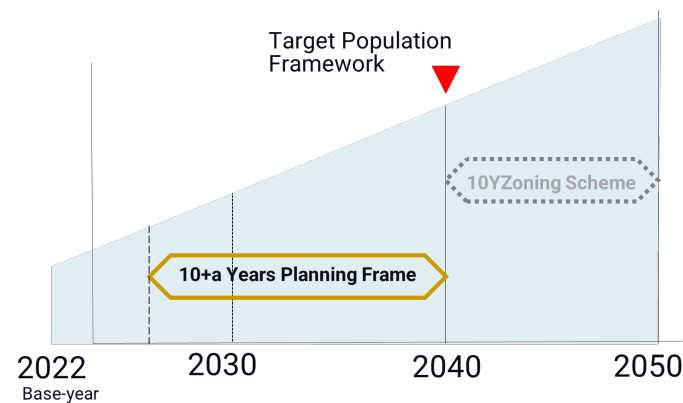 Target Population
Framework
10YZoning Scheme
10+a Years Planning Frame
2022
2030
2040
2050
Base-year